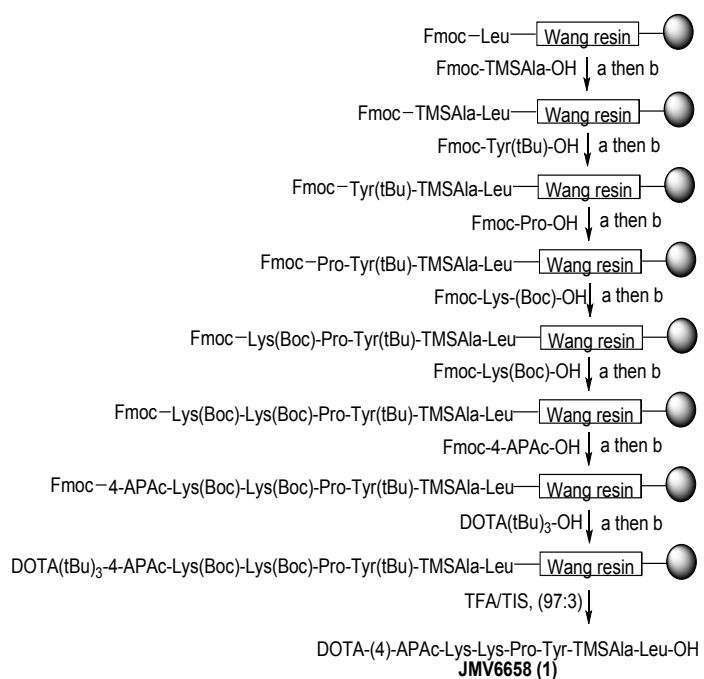 Fmoc–Leu Wang resin
Fmoc-TMSAla-OH a then b
Fmoc–TMSAla-Leu Wang resin
Fmoc-Tyr(tBu)-OH a then b
Fmoc–Tyr(tBu)-TMSAla-Leu Wang resin
Fmoc-Pro-OH a then b
Fmoc–Pro-Tyr(tBu)-TMSAla-Leu Wang resin
Fmoc-Lys-(Boc)-OH a then b
Fmoc–Lys(Boc)-Pro-Tyr(tBu)-TMSAla-Leu Wang resin
Fmoc-Lys(Boc)-OH a then b
Fmoc–Lys(Boc)-Lys(Boc)-Pro-Tyr(tBu)-TMSAla-Leu Wang resin
Fmoc-4-APAc-OH a then b
Fmoc–4-APAc-Lys(Boc)-Lys(Boc)-Pro-Tyr(tBu)-TMSAla-Leu Wang resin
DOTA(tBu)₃-OH a then b
DOTA(tBu)₃-4-APAc-Lys(Boc)-Lys(Boc)-Pro-Tyr(tBu)-TMSAla-Leu Wang resin
TFA/TIS, (97:3)
DOTA-(4)-APAc-Lys-Lys-Pro-Tyr-TMSAla-Leu-OH
JMV6658 (1)